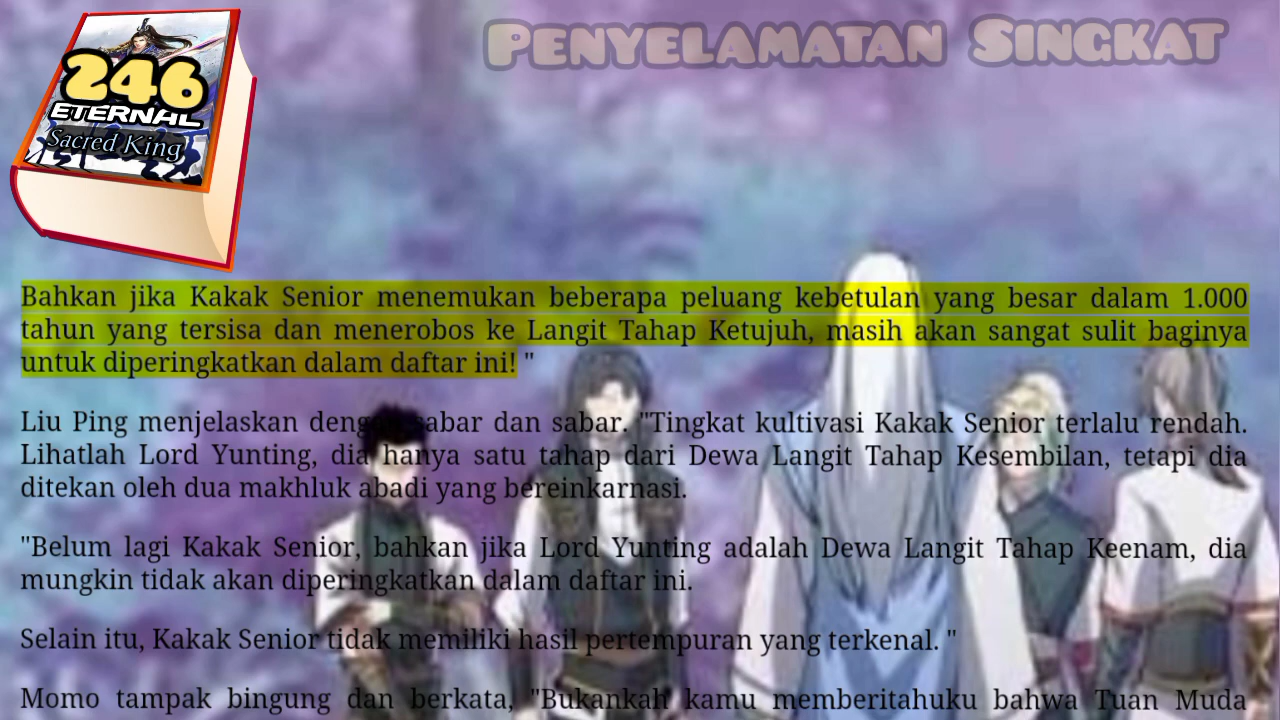 Penyelamatan Singkat
246
ETERNAL
Sacred King
Bahkan jika Kakak Senior menemukan beberapa peluang kebetulan yang besar dalam 1.000
tahun yang tersisa dan menerobos ke Langit Tahap Ketujuh, masih akan sangat sulit baginya
untuk diperingkatkan dalam daftar ini! "
Liu Ping menjelaskan dengan sabar dan sabar. "Tingkat kultivasi Kakak Senior terlalu rendah.
Lihatlah Lord Yunting, dia hanya satu tahap dari Dewa Langit Tahap Kesembilan, tetapi dia
ditekan oleh dua makhluk abadi yang bereinkarnasi.
"Belum lagi Kakak Senior, bahkan jika Lord Yunting adalah Dewa Langit Tahap Keenam, dia
mungkin tidak akan diperingkatkan dalam daftar ini.
Selain itu, Kakak Senior tidak memiliki hasil pertempuran yang terkenal. "
Momo tampak bingung dan berkata, "Bukankah kamu memberitahuku bahwa Tuan Muda